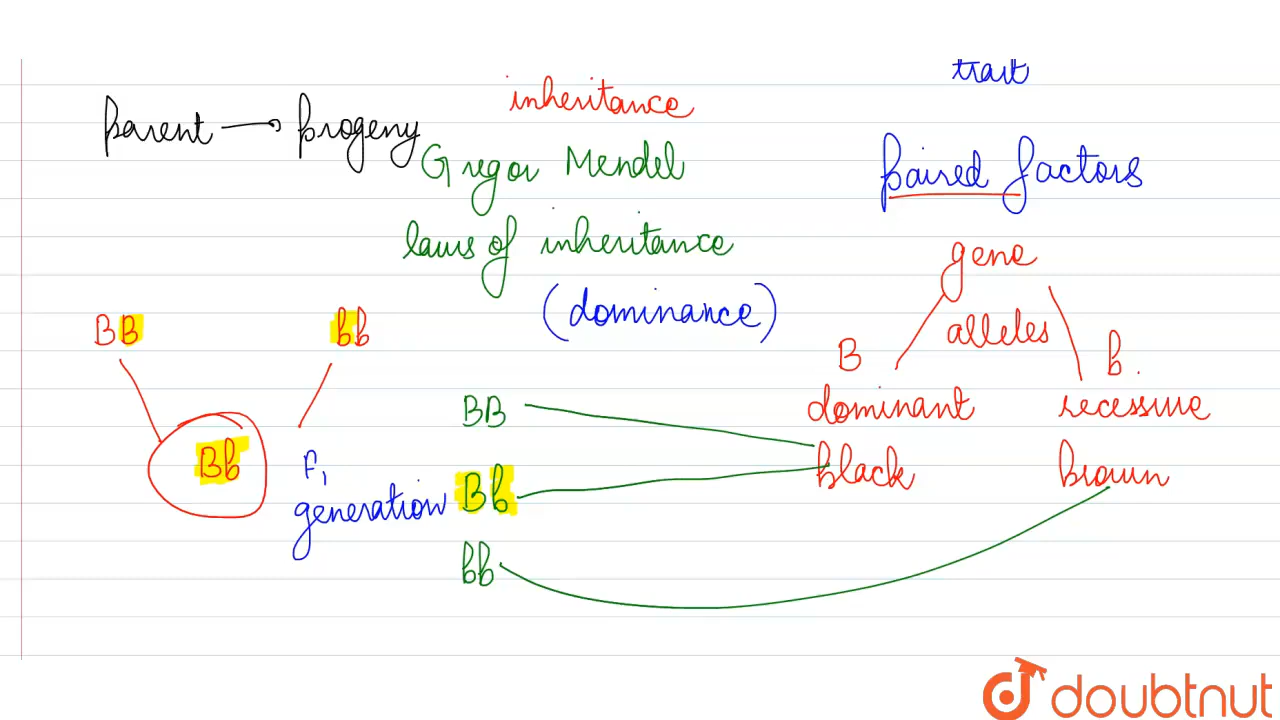 trait
inheritance
Parent → Progeny
Gregor Mendel
Paired factors
laws of inheritance
gene
(dominance)
BB bb
alleles
B b.
BB
dominant recessive
Bb F1
black brown
generation Bb
bb
doubtnut